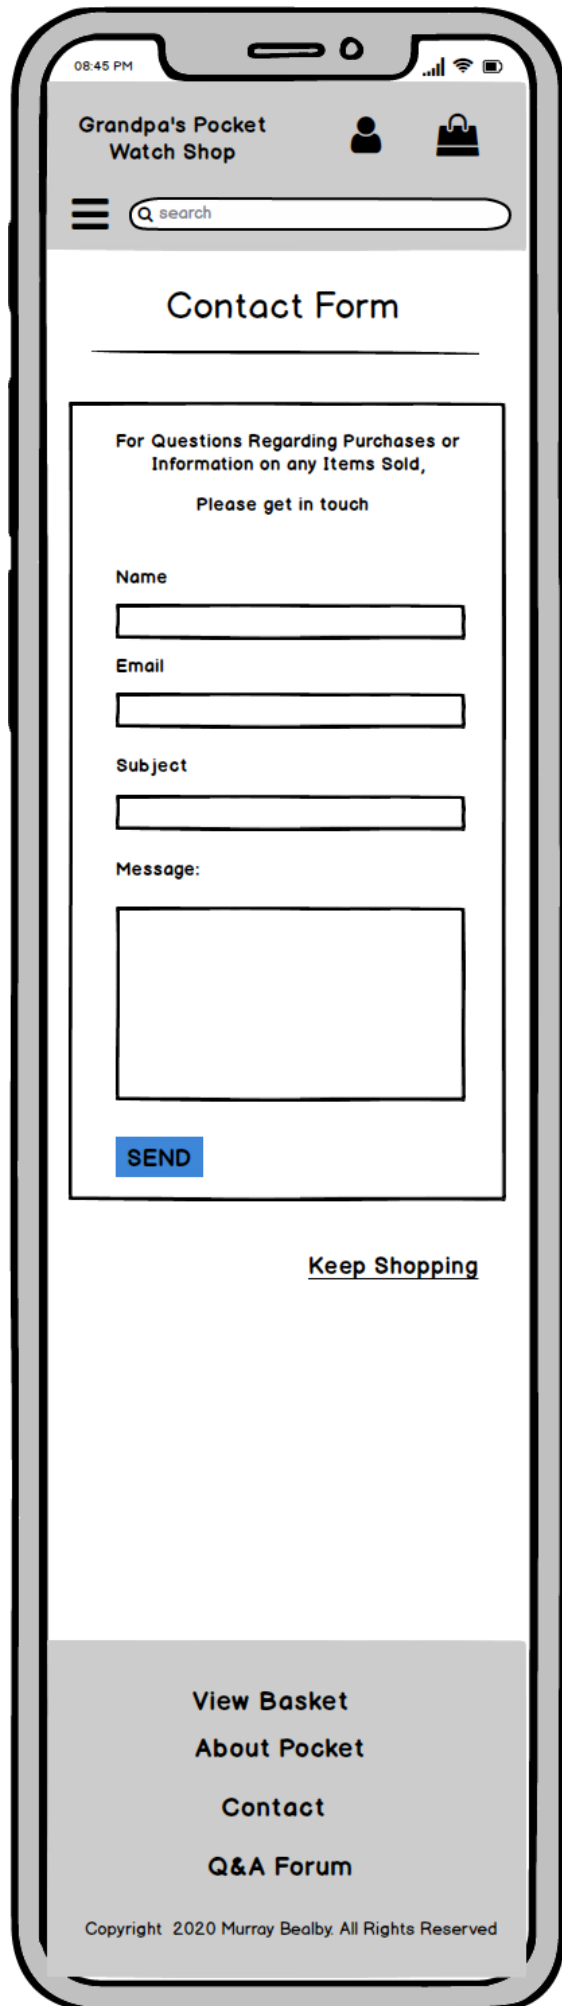 08:45 PM
Grandpa's Pocket
Watch Shop
search
Contact Form
For Questions Regarding Purchases or
Information on any Items Sold,
Please get in touch
Name
Email
Subject
Message:
SEND
Keep Shopping
View Basket
About Pocket
Contact
Q&A Forum
Copyright 2020 Murray Bealby. All Rights Reserved